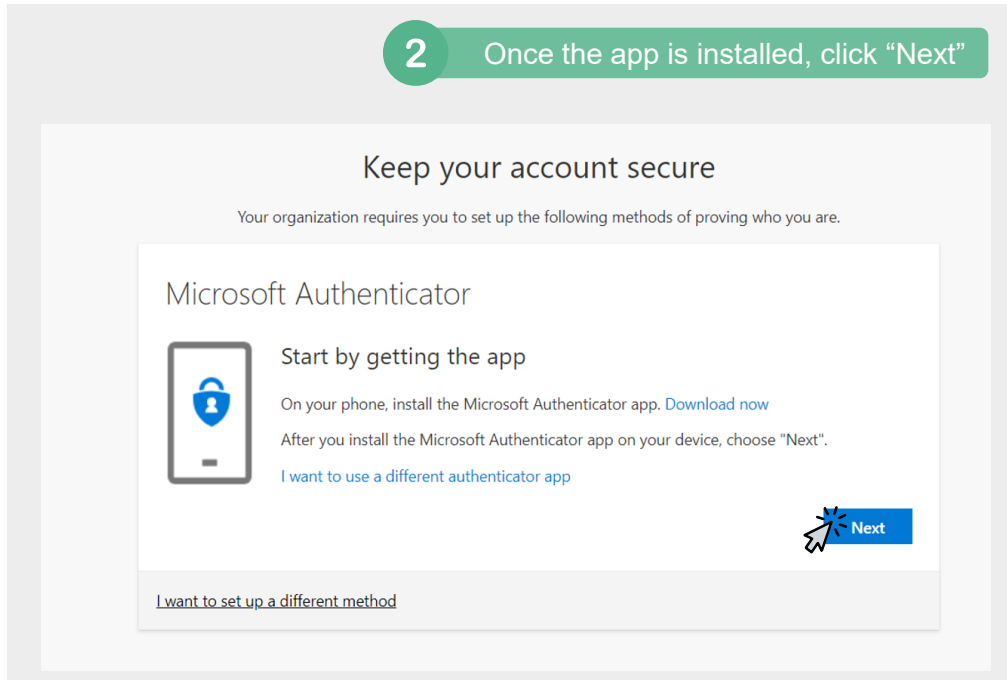 2
Once the app is installed, click “Next”
Keep your account secure
Your organization requires you to set up the following methods of proving who you are.
Microsoft Authenticator
Start by getting the app
On your phone, install the Microsoft Authenticator app. Download now
After you install the Microsoft Authenticator app on your device, choose "Next".
I want to use a different authenticator app
Next
I want to set up a different method